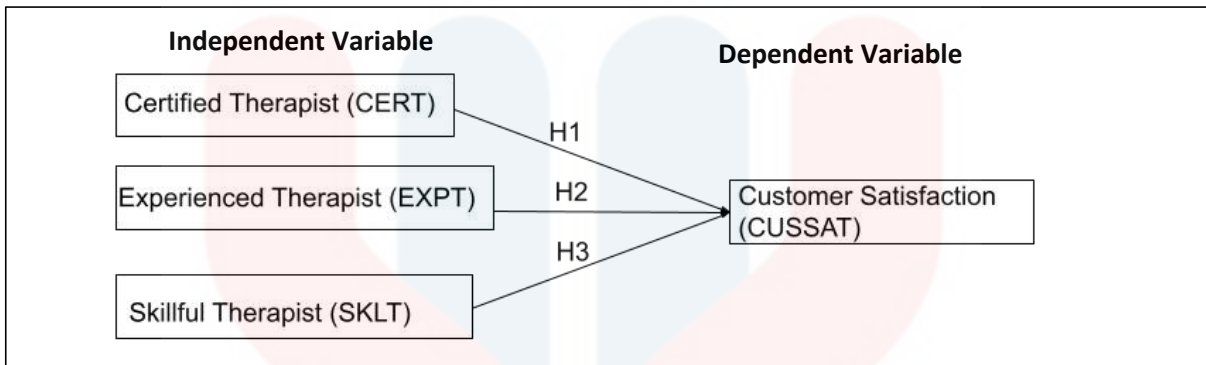 Independent Variable
Dependent Variable
Certified Therapist (CERT)
H1
Experienced Therapist (EXPT)
H2
Customer Satisfaction
(CUSSAT)
H3
Skillful Therapist (SKLT)